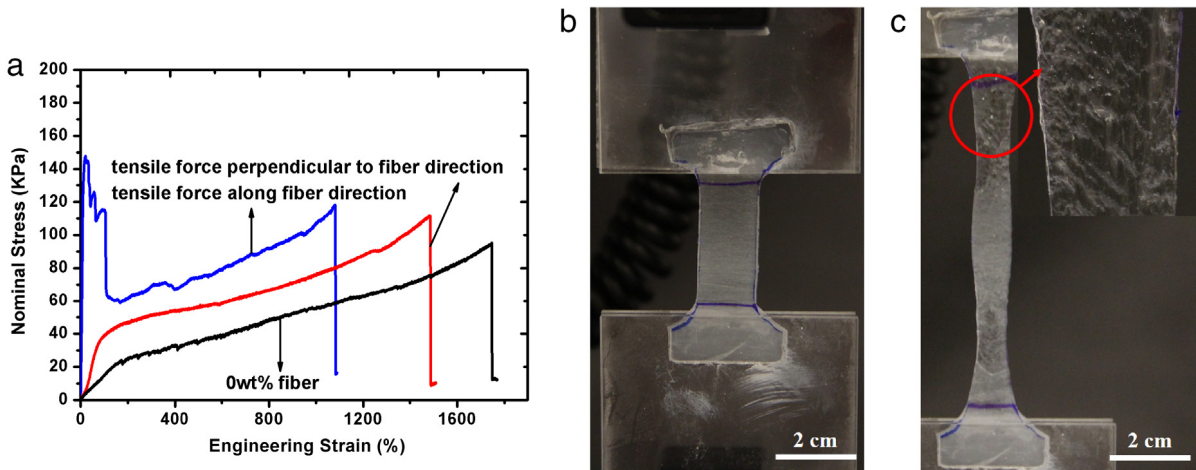 a
200
180
160
140
120
100
80
60
40
20
0
Nominal Stress (KPa)
tensile force perpendicular to fiber direction
tensile force along fiber direction
0wt% fiber
0 400 800 1200 1600
Engineering Strain (%)
b
2 cm
c
2 cm